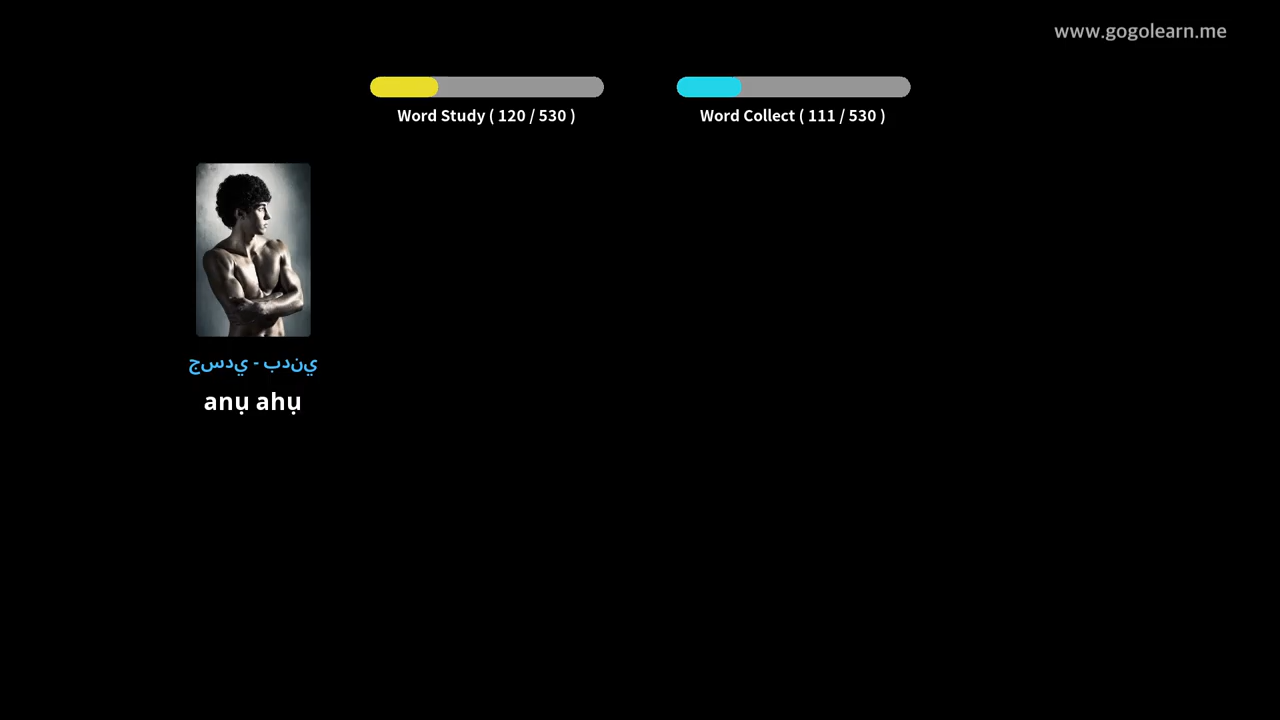 www.gogolearn.me
Word Study ( 120 / 530 )
Word Collect ( 111 / 530 )
جسدي - بدني
anụ ahụ